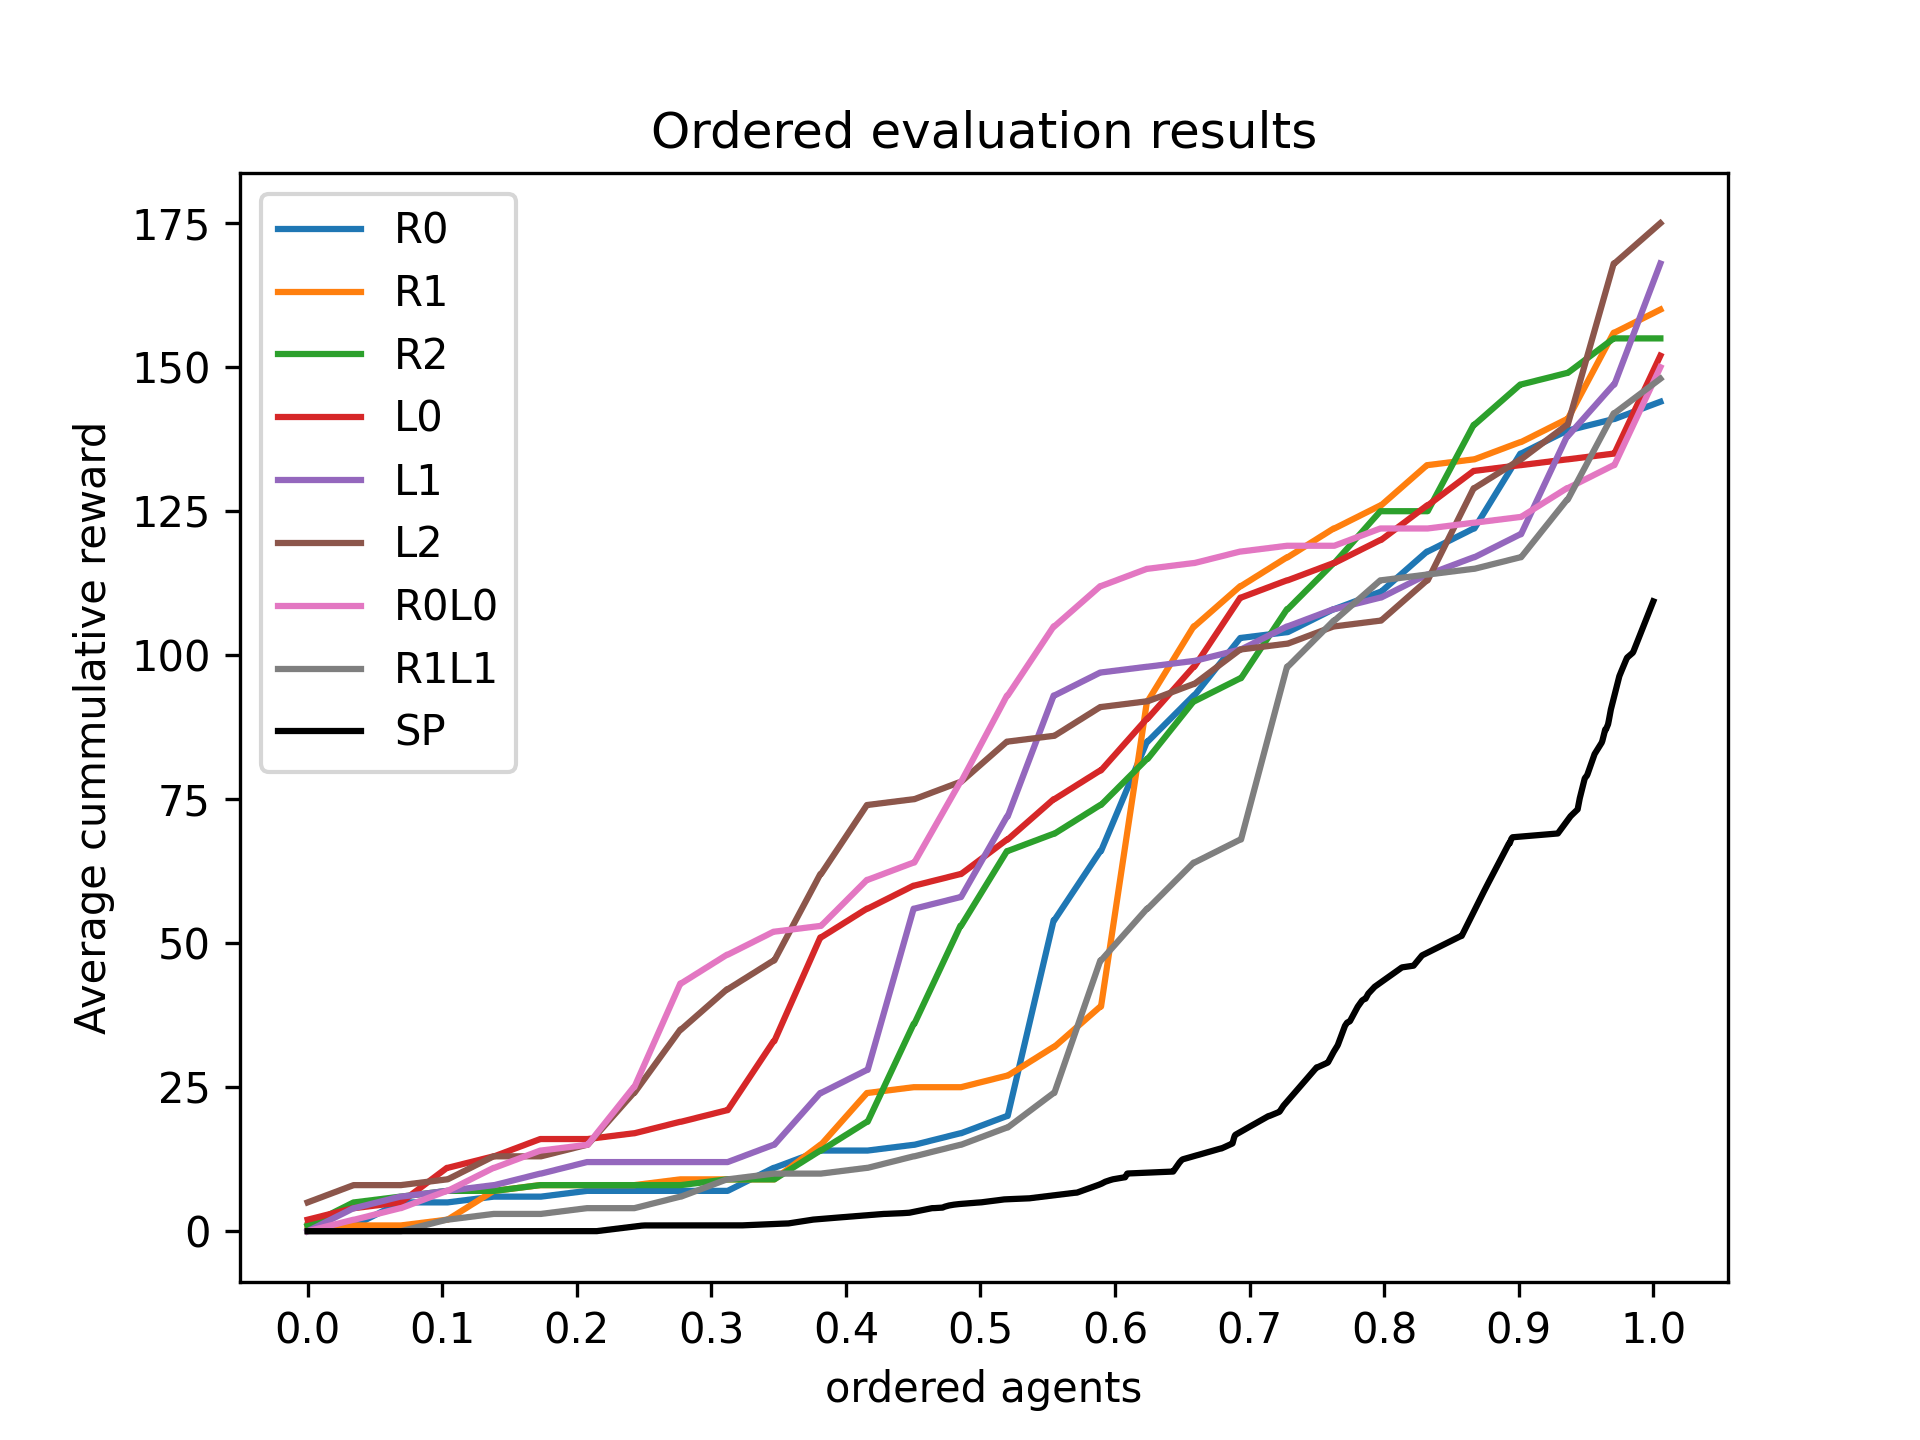 Ordered evaluation results
Average cummulative reward
175
150
125
100
75
50
25
0
R0
R1
R2
L0
L1
L2
R0L0
R1L1
SP
0.0 0.1 0.2 0.3 0.4 0.5 0.6 0.7 0.8 0.9 1.0
ordered agents